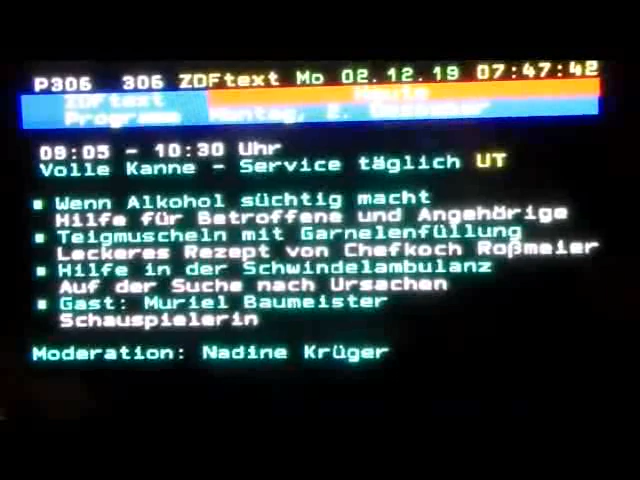 P306 306 ZDFtext Mo 02.12.19 07:47:42
ZDFtext Heute
Programm Montag, 2. Dezember
09:05 - 10:30 Uhr
Volle Kanne - Service täglich UT
Wenn Alkohol süchtig macht
Hilfe für Betroffene und Angehörige
Teigmuscheln mit Garnelenfüllung
Leckeres Rezept von Chefkoch Roßmeier
Hilfe in der Schwindelambulanz
Auf der Suche nach Ursachen
Gast: Muriel Baumeister
Schauspielerin
Moderation: Nadine Krüger